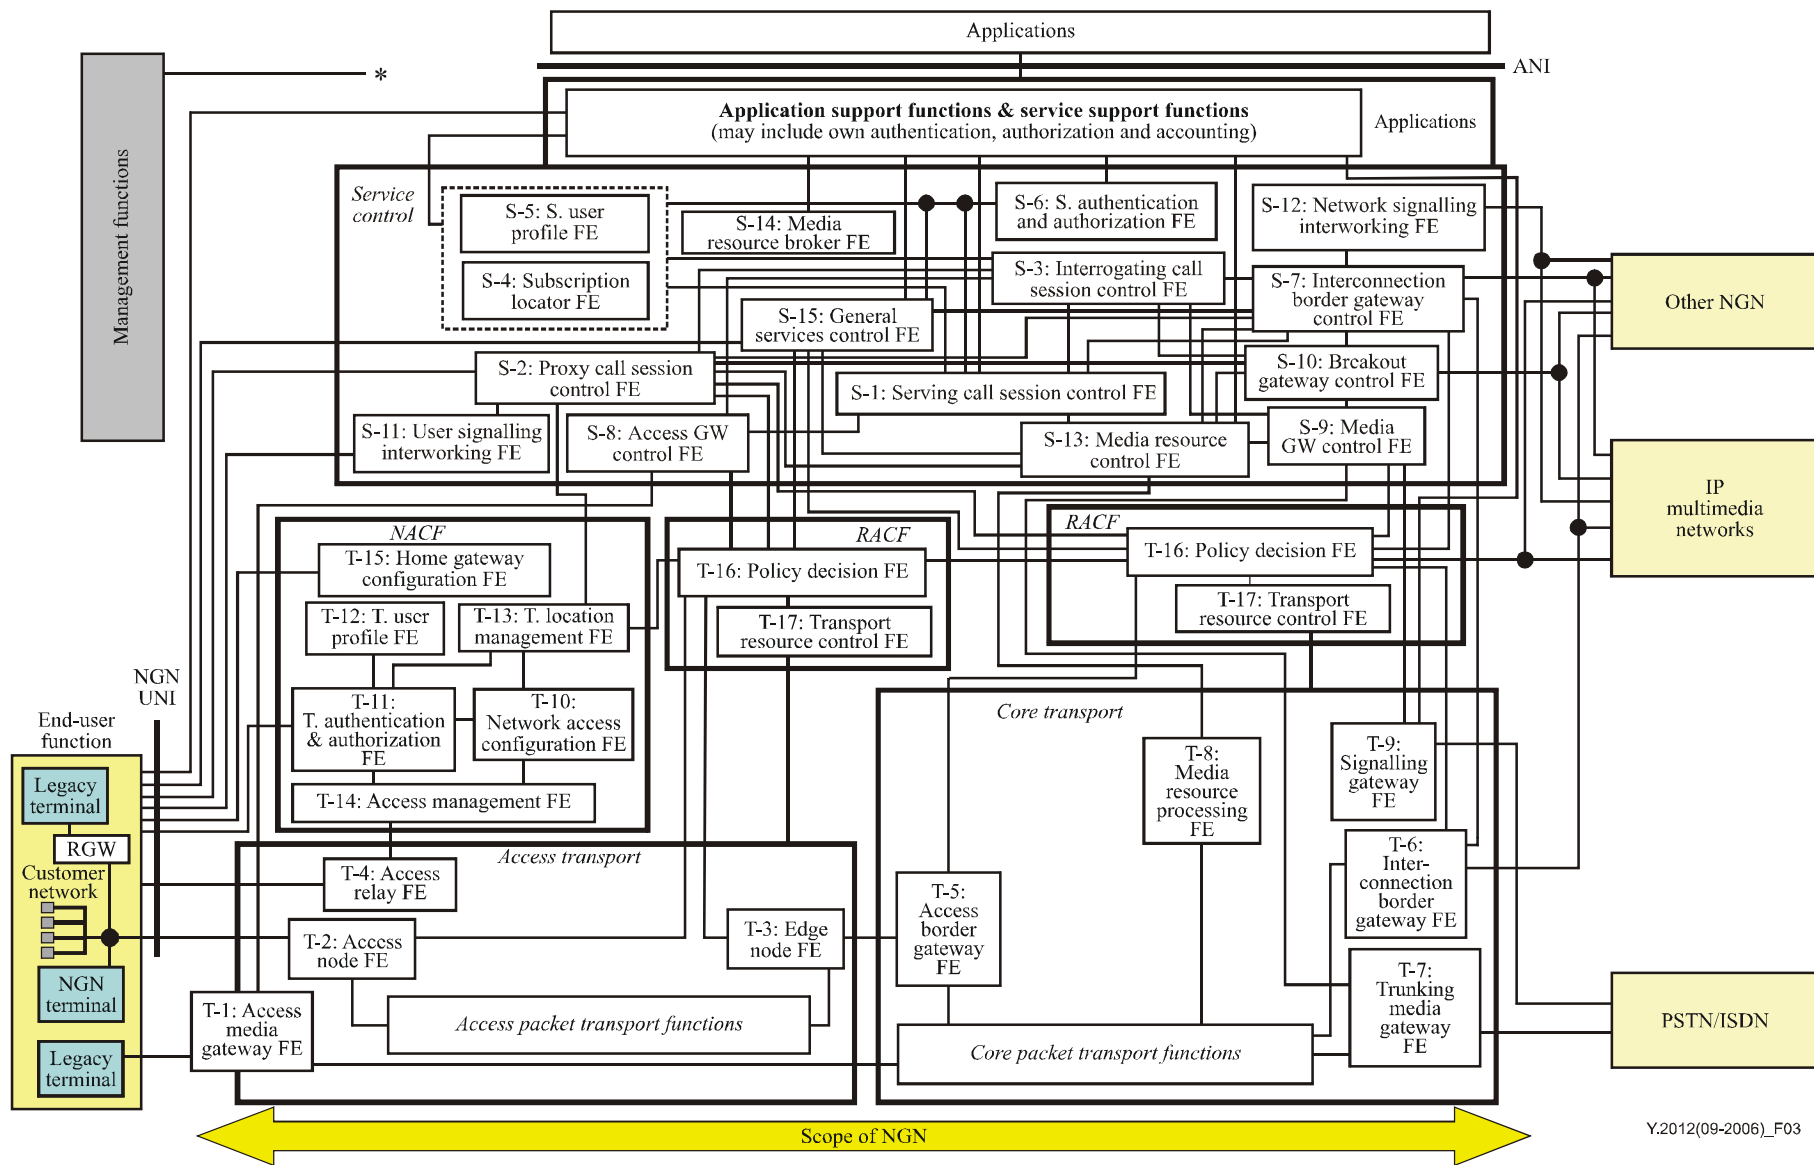 Applications
*
ANI
Management functions
Application support functions & service support functions
(may include own authentication, authorization and accounting)
Applications
Service
control
S-5: S. user
profile FE
S-14: Media
resource broker FE
S-6: S. authentication
and authorization FE
S-12: Network signalling
interworking FE
S-4: Subscription
locator FE
S-3: Interrogating call
session control FE
S-7: Interconnection
border gateway
control FE
Other NGN
S-15: General
services control FE
S-2: Proxy call session
control FE
S-1: Serving call session control FE
S-10: Breakout
gateway control FE
S-11: User signalling
interworking FE
S-8: Access GW
control FE
S-13: Media resource
control FE
S-9: Media
GW control FE
IP
multimedia
networks
NACF
T-15: Home gateway
configuration FE
T-12: T. user
profile FE
T-13: T. location
management FE
T-11:
T. authentication
& authorization
FE
T-10:
Network access
configuration FE
T-14: Access management FE
RACF
T-16: Policy decision FE
T-17: Transport
resource control FE
RACF
T-16: Policy decision FE
T-17: Transport
resource control FE
NGN
UNI
End-user
function
Legacy
terminal
RGW
Customer
network
NGN
terminal
Legacy
terminal
Access transport
T-4: Access
relay FE
T-2: Access
node FE
T-3: Edge
node FE
T-1: Access
media
gateway FE
Access packet transport functions
Core transport
T-5:
Access
border
gateway
FE
T-8:
Media
resource
processing
FE
T-9:
Signalling
gateway
FE
T-6:
Inter-
connection
border
gateway FE
T-7:
Trunking
media
gateway
FE
Core packet transport functions
PSTN/ISDN
Scope of NGN
Y.2012(09-2006)_F03